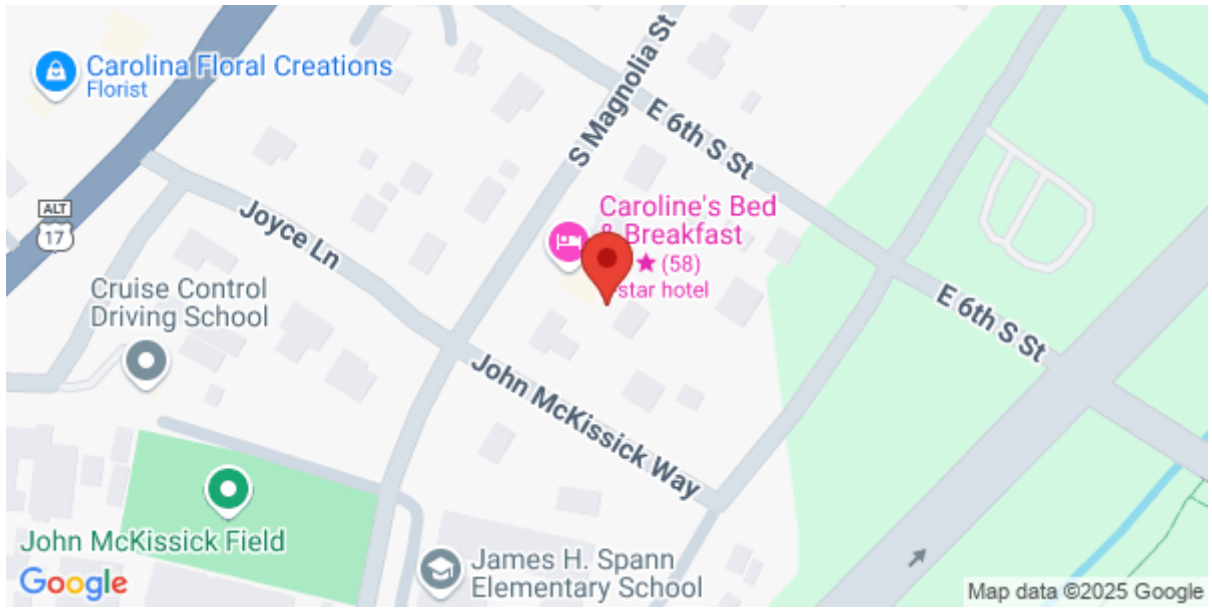 Carolina Floral Creations
Florist
S Magnolia St
E 6th S St
ALT
17
Joyce Ln
Caroline's Bed
& Breakfast
(58)
star hotel
Cruise Control
Driving School
E 6th S St
John McKissick Way
John McKissick Field
James H. Spann
Elementary School
Google
Map data ©2025 Google